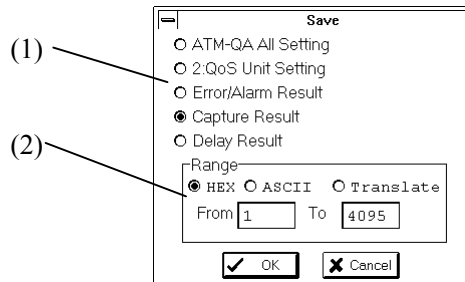 Save
(1)
ATM-QA All Setting
2:QoS Unit Setting
Error/Alarm Result
Capture Result
Delay Result
(2)
Range
HEX ASCII Translate
From 1 To 4095
OK Cancel